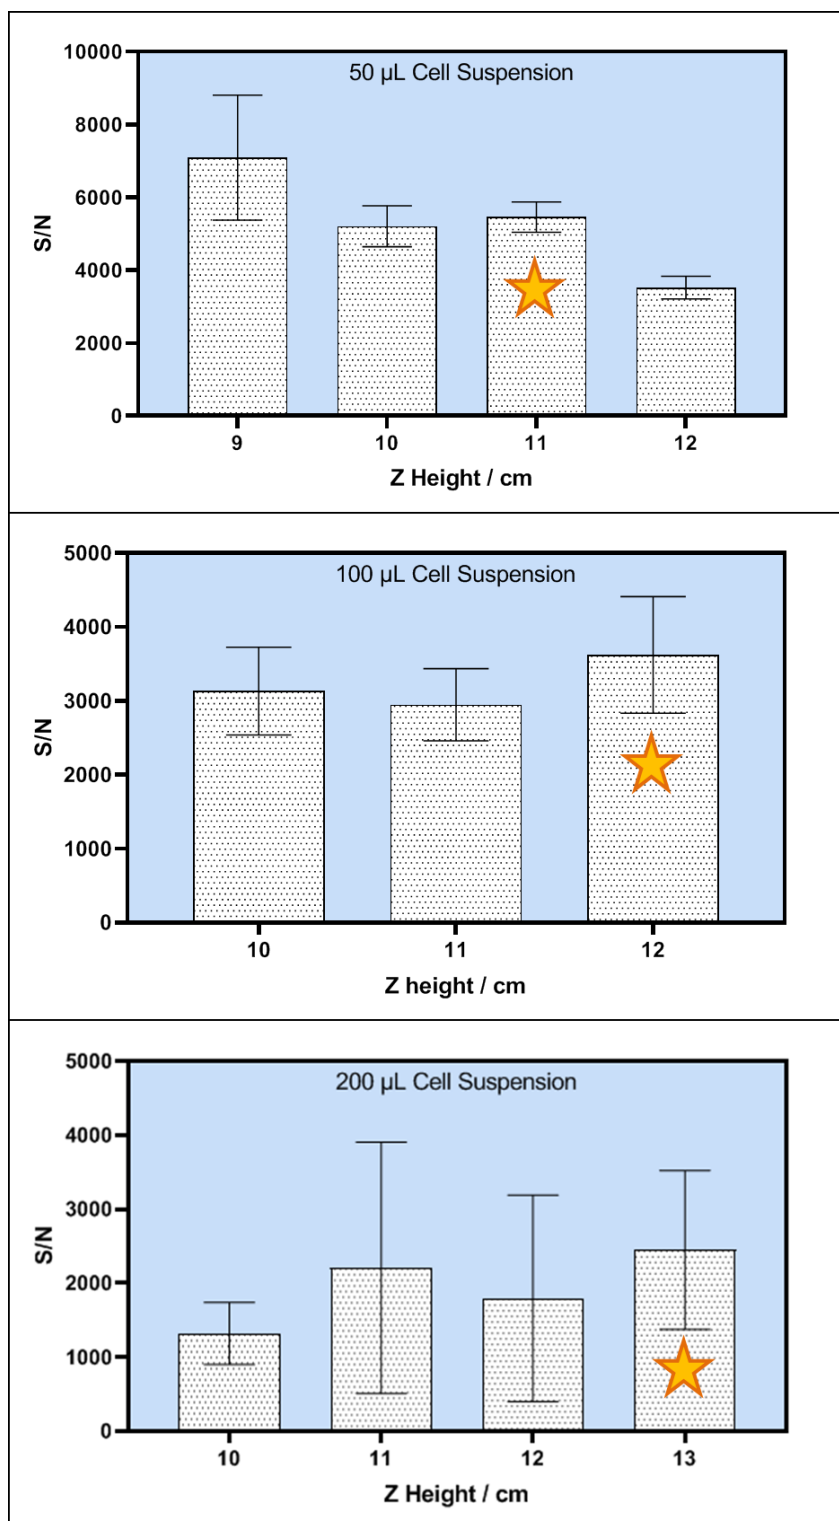 50 µL Cell Suspension
10000
8000
6000
4000
2000
0
S/N
9 10 11 12
Z Height / cm
100 µL Cell Suspension
5000
4000
3000
2000
1000
0
S/N
10 11 12
Z height / cm
200 µL Cell Suspension
5000
4000
3000
2000
1000
0
S/N
10 11 12 13
Z Height / cm